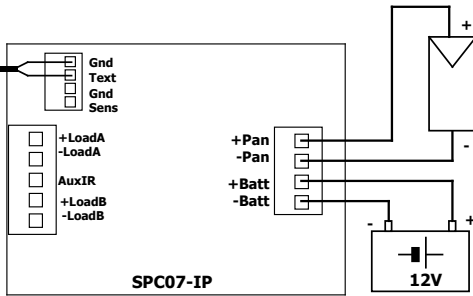 Gnd
Text
Gnd
Sens
+LoadA
-LoadA
AuxIR
+LoadB
-LoadB
+Pan
-Pan
+Batt
-Batt
+
-
- +
12V
SPC07-IP